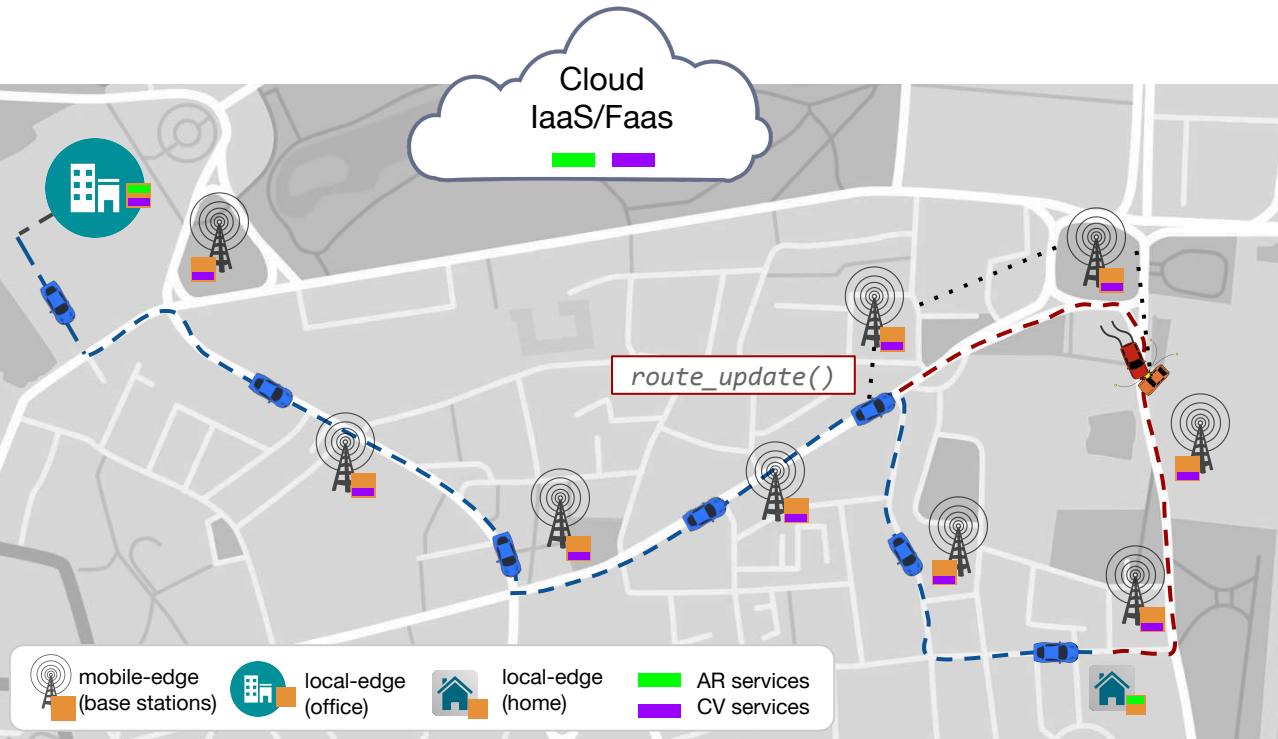 Cloud
IaaS/Faas
route_update()
mobile-edge
(base stations)
local-edge
(office)
local-edge
(home)
AR services
CV services